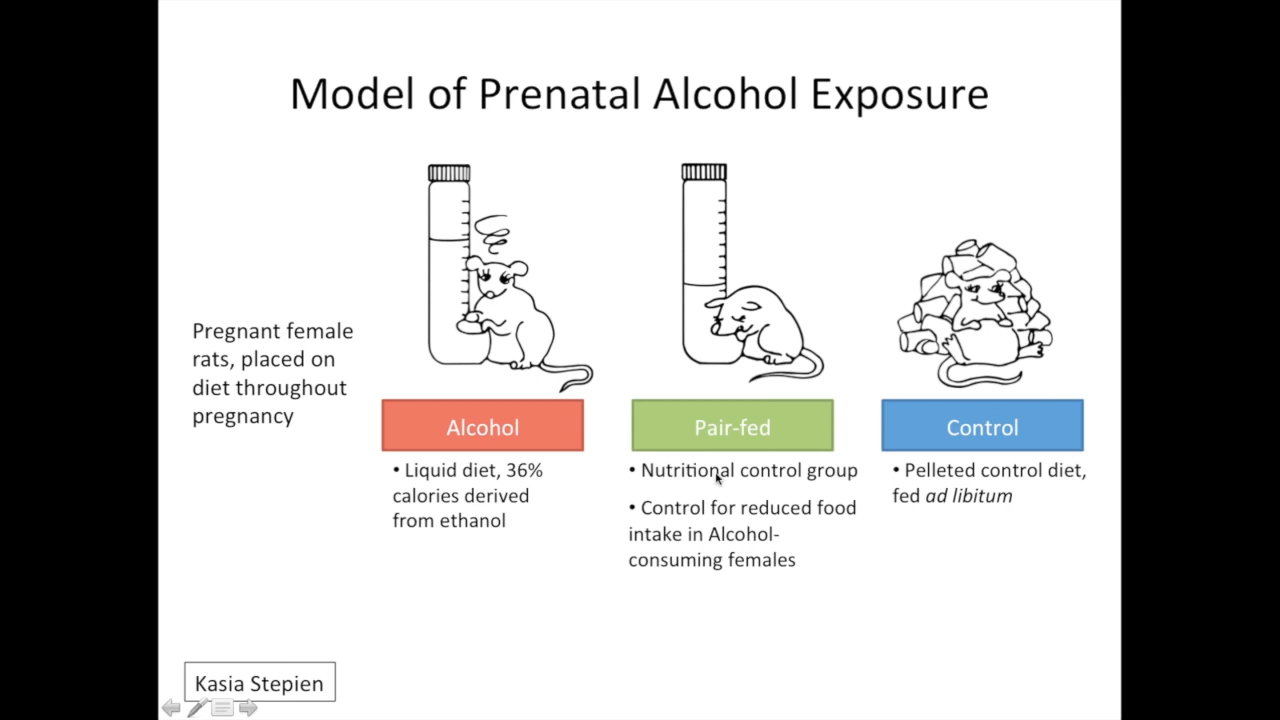 Model of Prenatal Alcohol Exposure
Pregnant female
rats, placed on
diet throughout
pregnancy
Alcohol
• Liquid diet, 36%
calories derived
from ethanol
Pair-fed
• Nutritional control group
• Control for reduced food
intake in Alcohol-
consuming females
Control
• Pelleted control diet,
fed ad libitum
Kasia Stepien